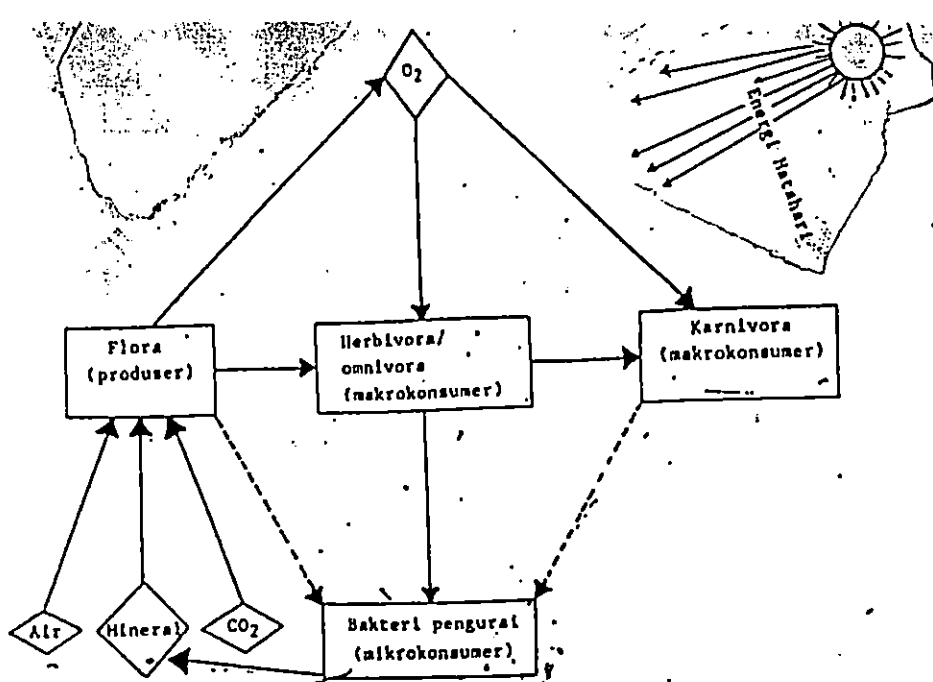 O2
Energi Matahari
Flora
(produser)
Herbivora/
omnivora
(makrokonsumer)
Karnivora
(makrokonsumer)
Air
Mineral
CO2
Bakteri pengurai
(mikrokonsumer)